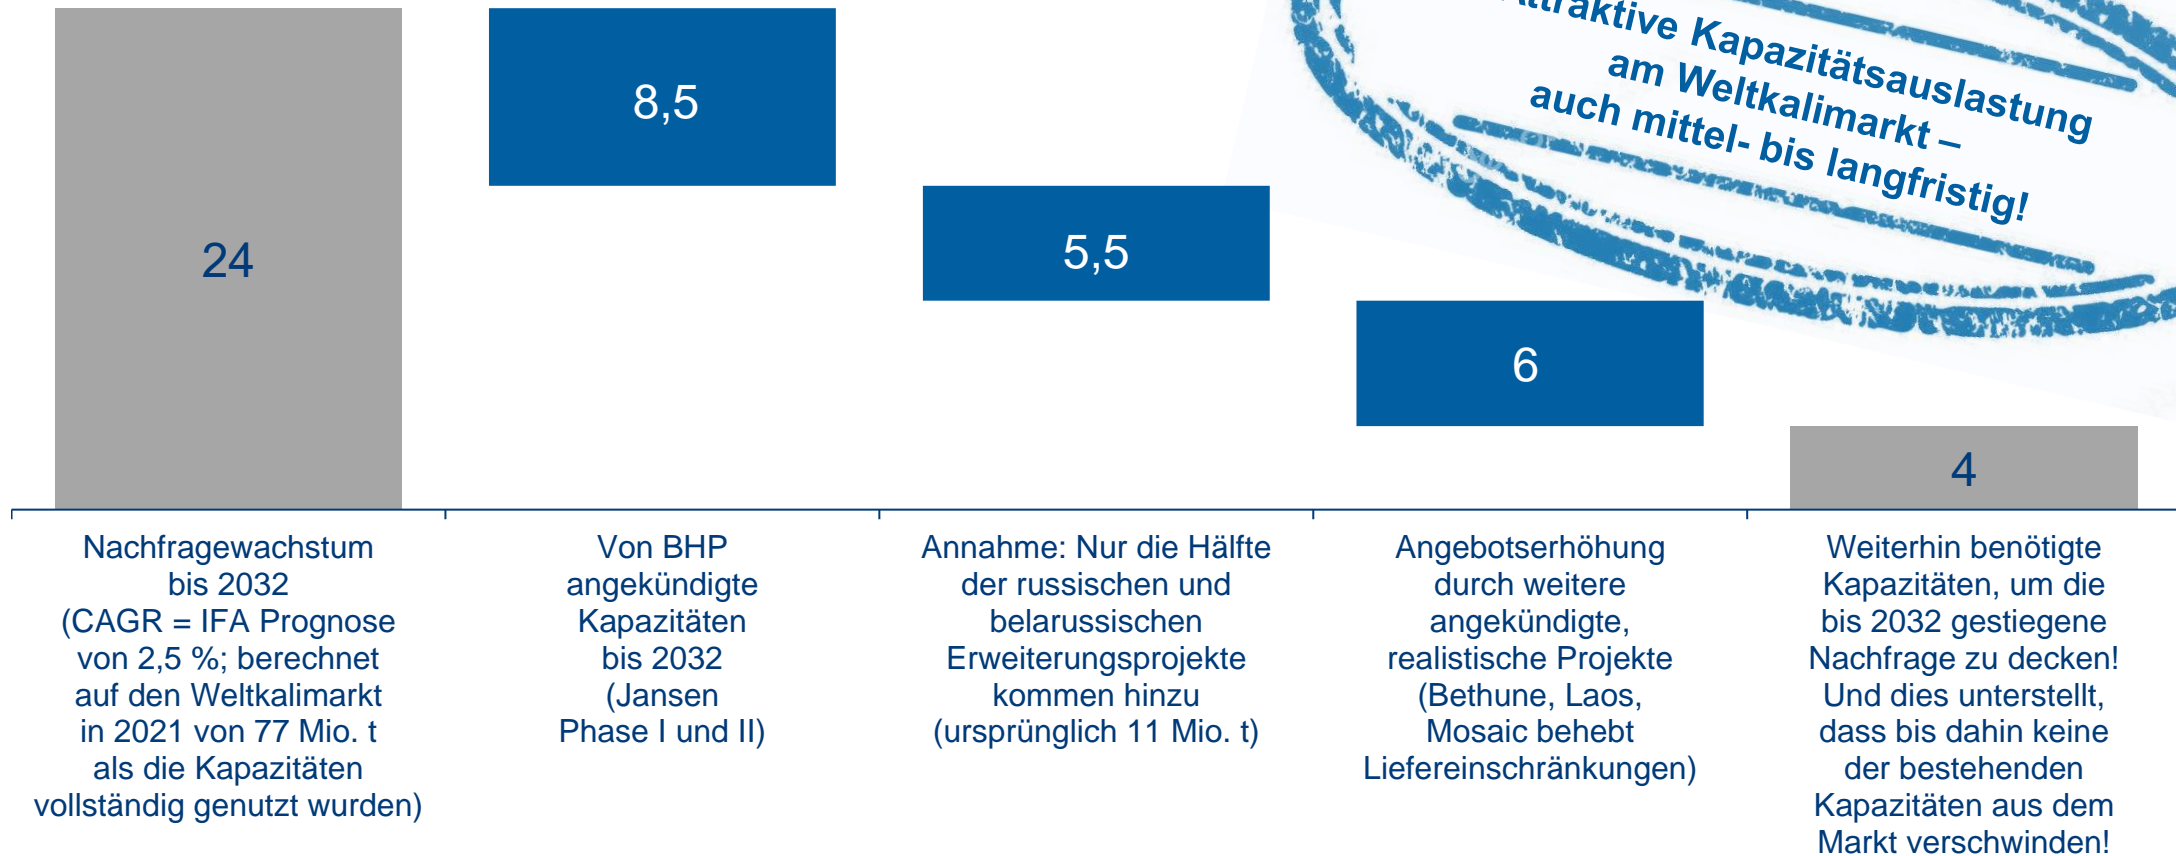 Attraktive Kapazitätsauslastung
am Weltkalimarkt –
auch mittel- bis langfristig!
24
8,5
5,5
6
4
Nachfragewachstum
bis 2032
(CAGR = IFA Prognose
von 2,5 %; berechnet
auf den Weltkalimarkt
in 2021 von 77 Mio. t
als die Kapazitäten
vollständig genutzt wurden)
Von BHP
angekündigte
Kapazitäten
bis 2032
(Jansen
Phase I und II)
Annahme: Nur die Hälfte
der russischen und
belarussischen
Erweiterungsprojekte
kommen hinzu
(ursprünglich 11 Mio. t)
Angebotserhöhung
durch weitere
angekündigte,
realistische Projekte
(Bethune, Laos,
Mosaic behebt
Liefereinschränkungen)
Weiterhin benötigte
Kapazitäten, um die
bis 2032 gestiegene
Nachfrage zu decken!
Und dies unterstellt,
dass bis dahin keine
der bestehenden
Kapazitäten aus dem
Markt verschwinden!